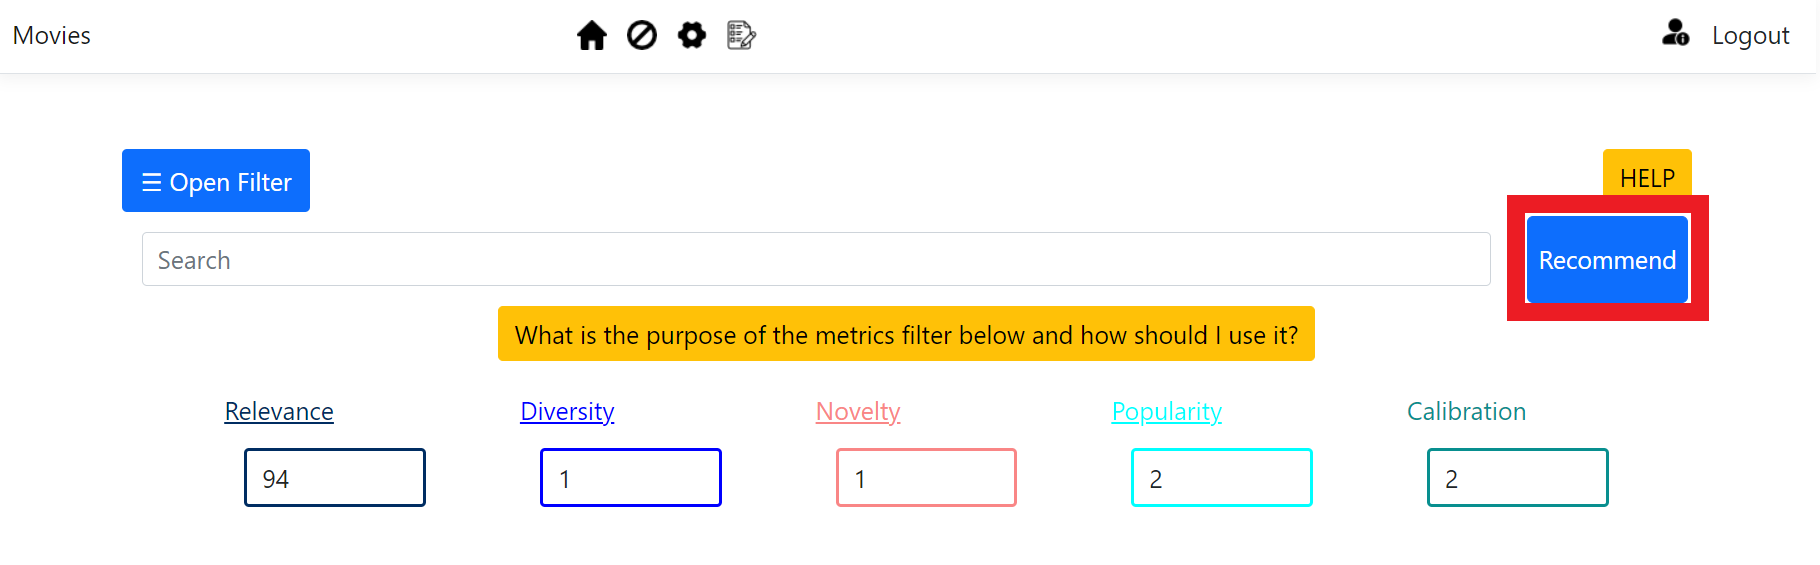 Movies
Logout
☰ Open Filter
HELP
Search
Recommend
What is the purpose of the metrics filter below and how should I use it?
Relevance
Diversity
Novelty
Popularity
Calibration
94
1
1
2
2